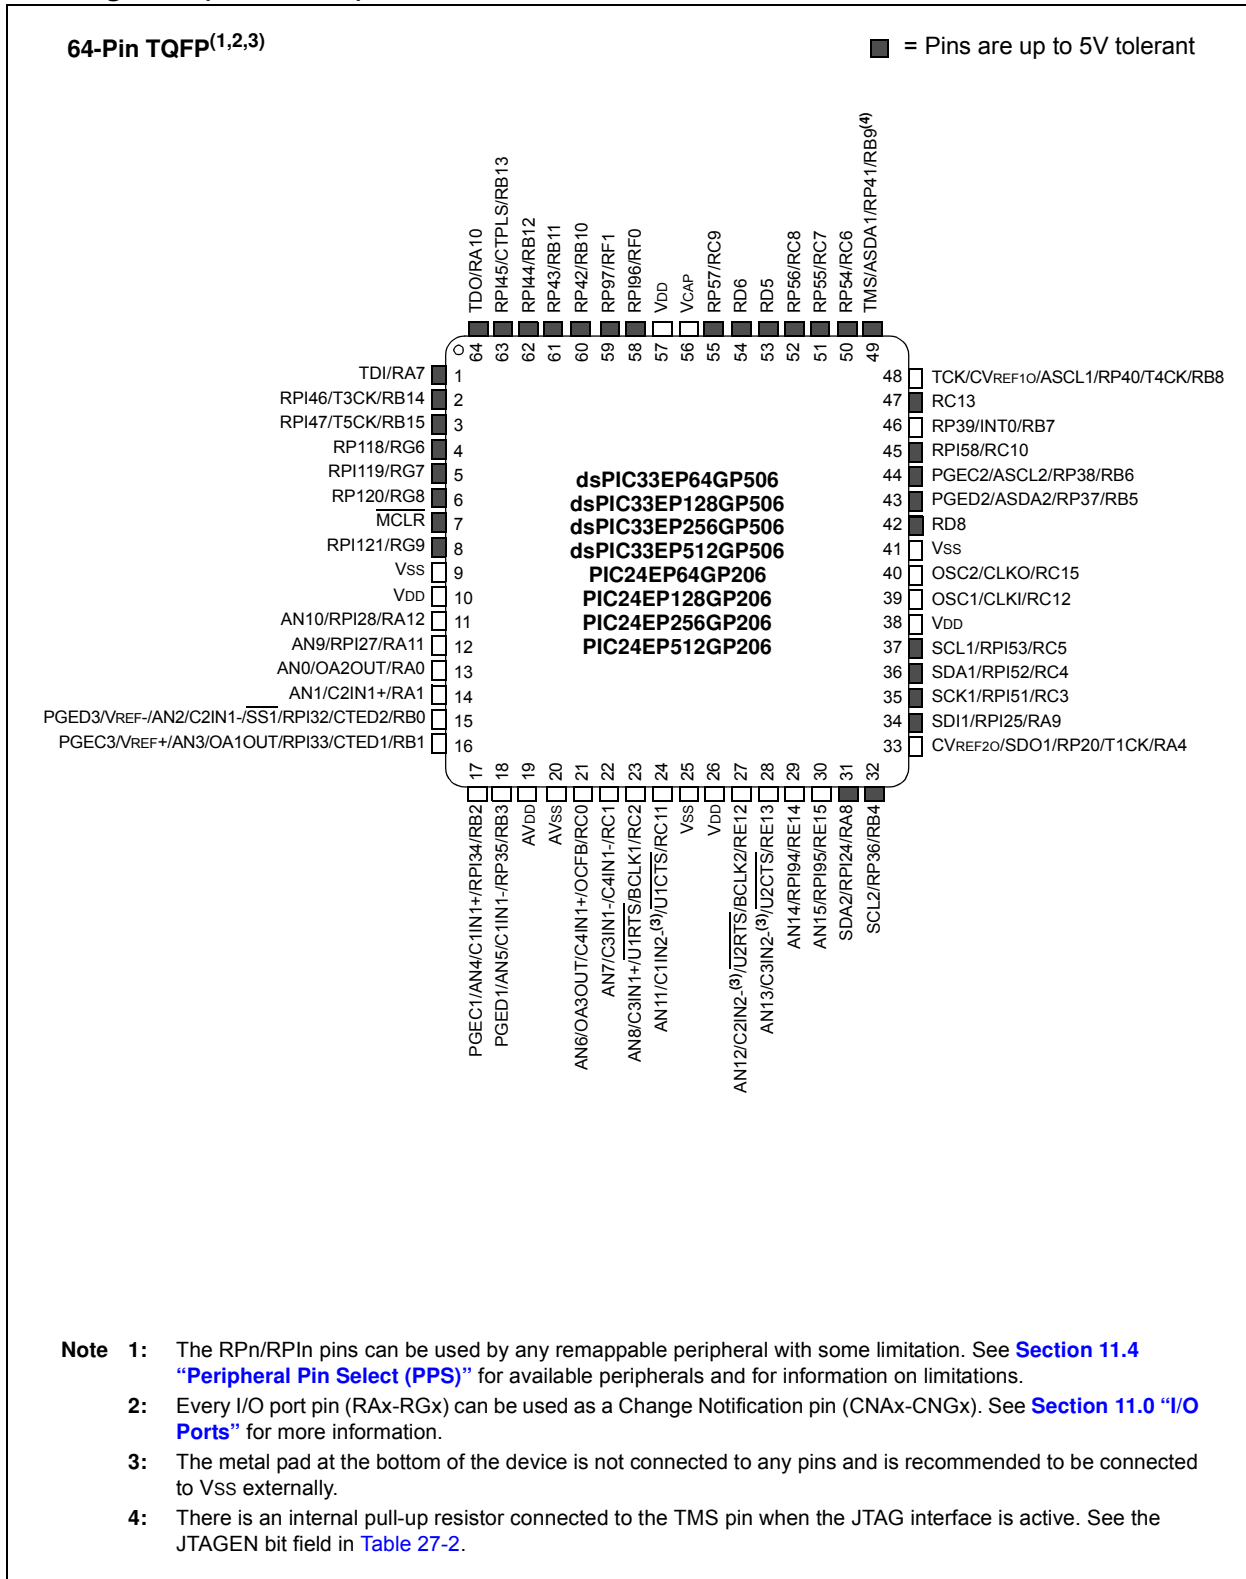 64-Pin TQFP(1,2,3)
= Pins are up to 5V tolerant
TDO/RA10
RPI45/CTPLS/RB13
RPI44/RB12
RP43/RB11
RP42/RB10
RP97/RF1
RPI96/RF0
VDD
VCAP
RP57/RC9
RD6
RD5
RP56/RC8
RP55/RC7
RP54/RC6
TMS/ASDA1/RP41/RB9(4)
64 63 62 61 60 59 58 57 56 55 54 53 52 51 50 49
TDI/RA7 1
RPI46/T3CK/RB14 2
RPI47/T5CK/RB15 3
RP118/RG6 4
RPI119/RG7 5
RP120/RG8 6
MCLR 7
RPI121/RG9 8
VSS 9
VDD 10
AN10/RPI28/RA12 11
AN9/RPI27/RA11 12
AN0/OA2OUT/RA0 13
AN1/C2IN1+/RA1 14
PGED3/VREF-/AN2/C2IN1-/SS1/RPI32/CTED2/RB0 15
PGEC3/VREF+/AN3/OA1OUT/RPI33/CTED1/RB1 16
dsPIC33EP64GP506
dsPIC33EP128GP506
dsPIC33EP256GP506
dsPIC33EP512GP506
PIC24EP64GP206
PIC24EP128GP206
PIC24EP256GP206
PIC24EP512GP206
48 TCK/CVREF1O/ASCL1/RP40/T4CK/RB8
47 RC13
46 RP39/INT0/RB7
45 RPI58/RC10
44 PGEC2/ASCL2/RP38/RB6
43 PGED2/ASDA2/RP37/RB5
42 RD8
41 VSS
40 OSC2/CLKO/RC15
39 OSC1/CLKI/RC12
38 VDD
37 SCL1/RPI53/RC5
36 SDA1/RPI52/RC4
35 SCK1/RPI51/RC3
34 SDI1/RPI25/RA9
33 CVREF2O/SDO1/RP20/T1CK/RA4
17 18 19 20 21 22 23 24 25 26 27 28 29 30 31 32
PGEC1/AN4/C1IN1+/RPI34/RB2
PGED1/AN5/C1IN1-/RP35/RB3
AVDD
AVSS
AN6/OA3OUT/C4IN1+/OCFB/RC0
AN7/C3IN1-/C4IN1-/RC1
AN8/C3IN1+/U1RTS/BCLK1/RC2
AN11/C1IN2-(3)/U1CTS/RC11
VSS
VDD
AN12/C2IN2-(3)/U2RTS/BCLK2/RE12
AN13/C3IN2-(3)/U2CTS/RE13
AN14/RPI94/RE14
AN15/RPI95/RE15
SDA2/RPI24/RA8
SCL2/RP36/RB4
Note 1: The RPn/RPIn pins can be used by any remappable peripheral with some limitation. See Section 11.4
“Peripheral Pin Select (PPS)” for available peripherals and for information on limitations.
2: Every I/O port pin (RAx-RGx) can be used as a Change Notification pin (CNAx-CNGx). See Section 11.0 “I/O
Ports” for more information.
3: The metal pad at the bottom of the device is not connected to any pins and is recommended to be connected
to VSS externally.
4: There is an internal pull-up resistor connected to the TMS pin when the JTAG interface is active. See the
JTAGEN bit field in Table 27-2.